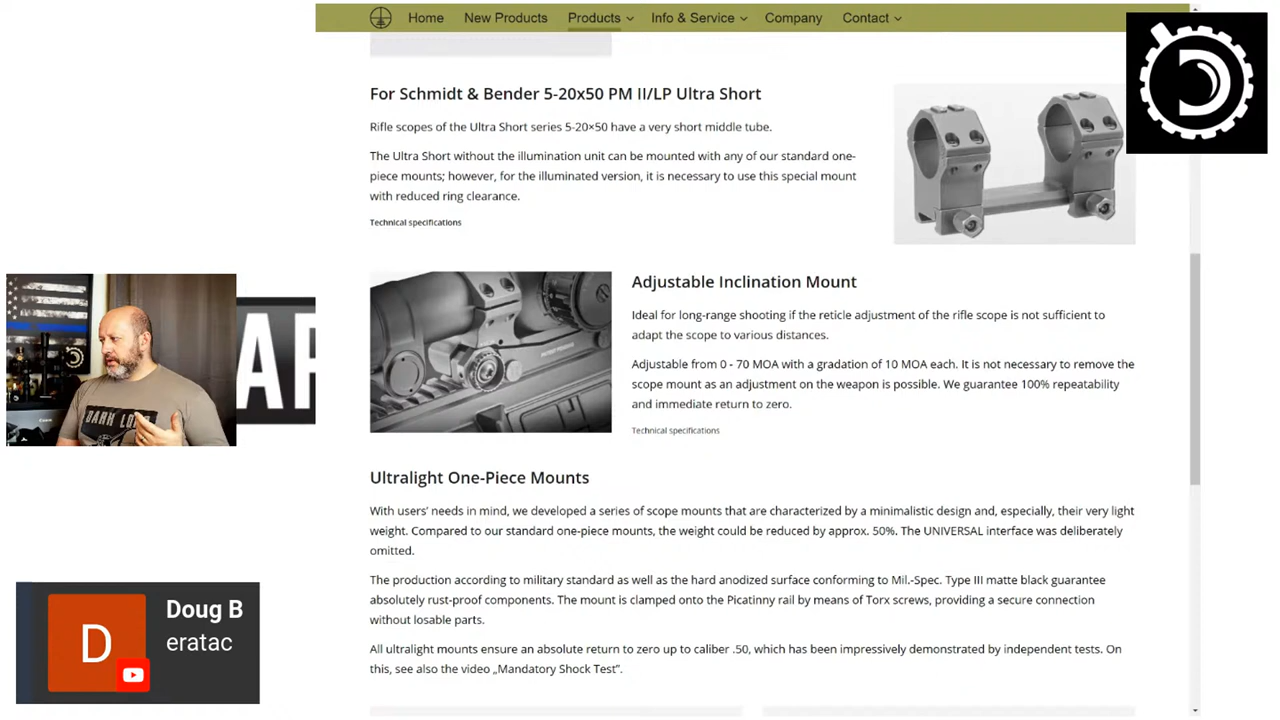 Home New Products Products Info & Service Company Contact
For Schmidt & Bender 5-20x50 PM II/LP Ultra Short
Rifle scopes of the Ultra Short series 5-20×50 have a very short middle tube.
The Ultra Short without the illumination unit can be mounted with any of our standard one-
piece mounts; however, for the illuminated version, it is necessary to use this special mount
with reduced ring clearance.
Technical specifications
Adjustable Inclination Mount
Ideal for long-range shooting if the reticle adjustment of the rifle scope is not sufficient to
adapt the scope to various distances.
Adjustable from 0 - 70 MOA with a gradation of 10 MOA each. It is not necessary to remove the
scope mount as an adjustment on the weapon is possible. We guarantee 100% repeatability
and immediate return to zero.
Technical specifications
Ultralight One-Piece Mounts
With users' needs in mind, we developed a series of scope mounts that are characterized by a minimalistic design and, especially, their very light
weight. Compared to our standard one-piece mounts, the weight could be reduced by approx. 50%. The UNIVERSAL interface was deliberately
omitted.
The production according to military standard as well as the hard anodized surface conforming to Mil.-Spec. Type III matte black guarantee
absolutely rust-proof components. The mount is clamped onto the Picatinny rail by means of Torx screws, providing a secure connection
without losable parts.
All ultralight mounts ensure an absolute return to zero up to caliber .50, which has been impressively demonstrated by independent tests. On
this, see also the video „Mandatory Shock Test”.
DARK
D
Doug B
eratac